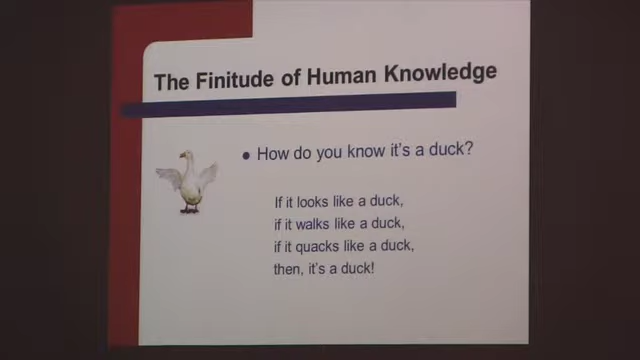 The Finitude of Human Knowledge
How do you know it's a duck?
If it looks like a duck,
if it walks like a duck,
if it quacks like a duck,
then, it's a duck!